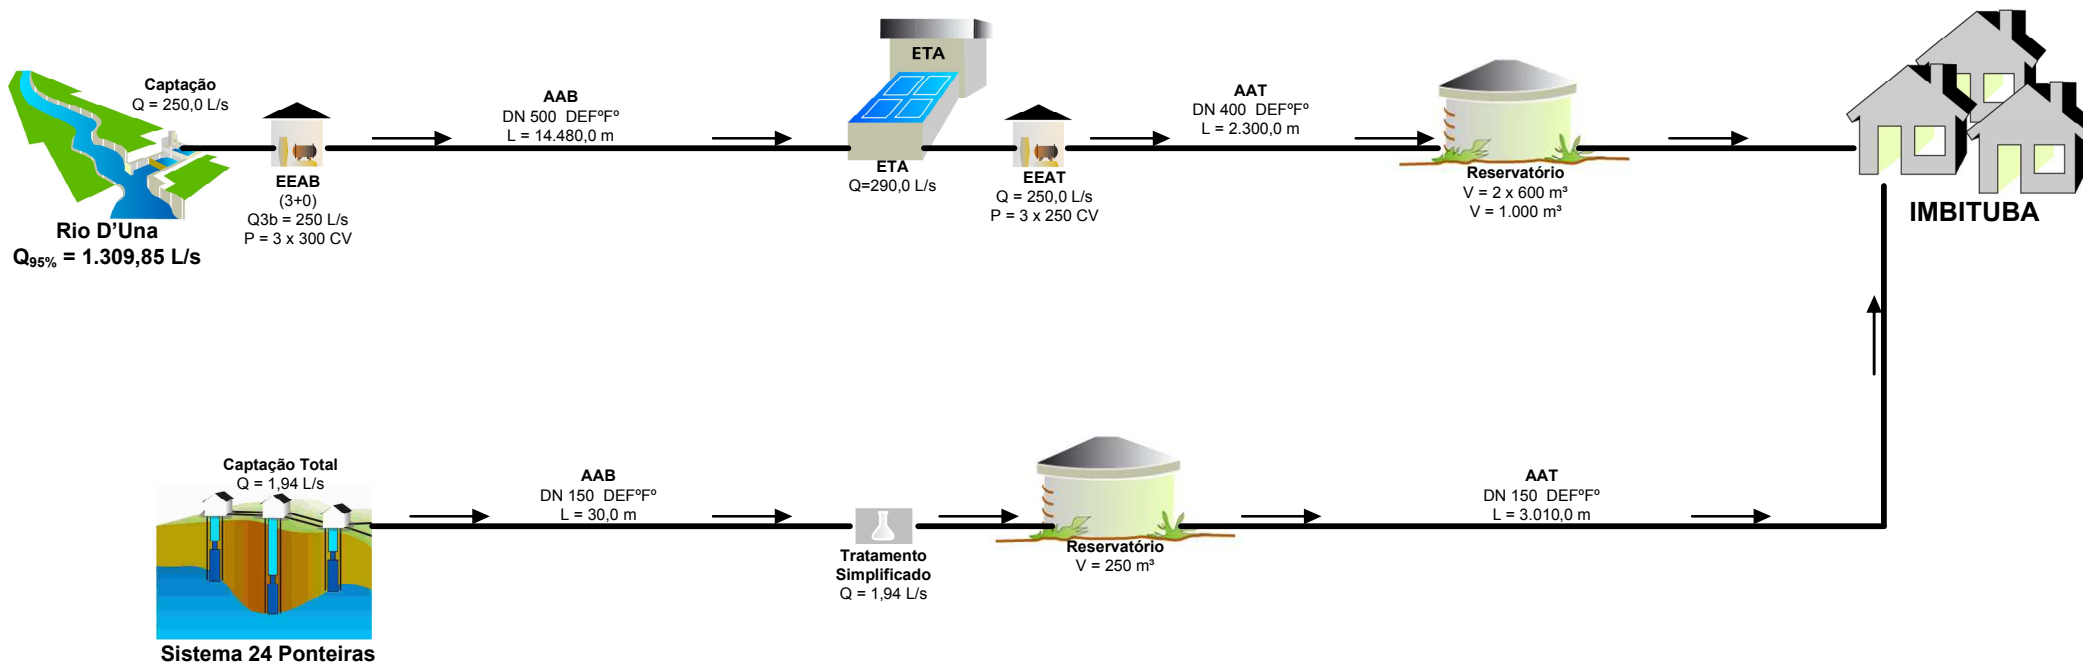 Captação
Q = 250,0 L/s
Rio D'Una
Q95% = 1.309,85 L/s
EEAB
(3+0)
Q3b = 250 L/s
P = 3 x 300 CV
AAB
DN 500 DEFºFº
L = 14.480,0 m
ETA
ETA
Q=290,0 L/s
EEAT
Q = 250,0 L/s
P = 3 x 250 CV
AAT
DN 400 DEFºFº
L = 2.300,0 m
Reservatório
V = 2 x 600 m³
V = 1.000 m³
IMBITUBA
Captação Total
Q = 1,94 L/s
Sistema 24 Ponteiras
AAB
DN 150 DEFºFº
L = 30,0 m
Tratamento
Simplificado
Q = 1,94 L/s
Reservatório
V = 250 m³
AAT
DN 150 DEFºFº
L = 3.010,0 m